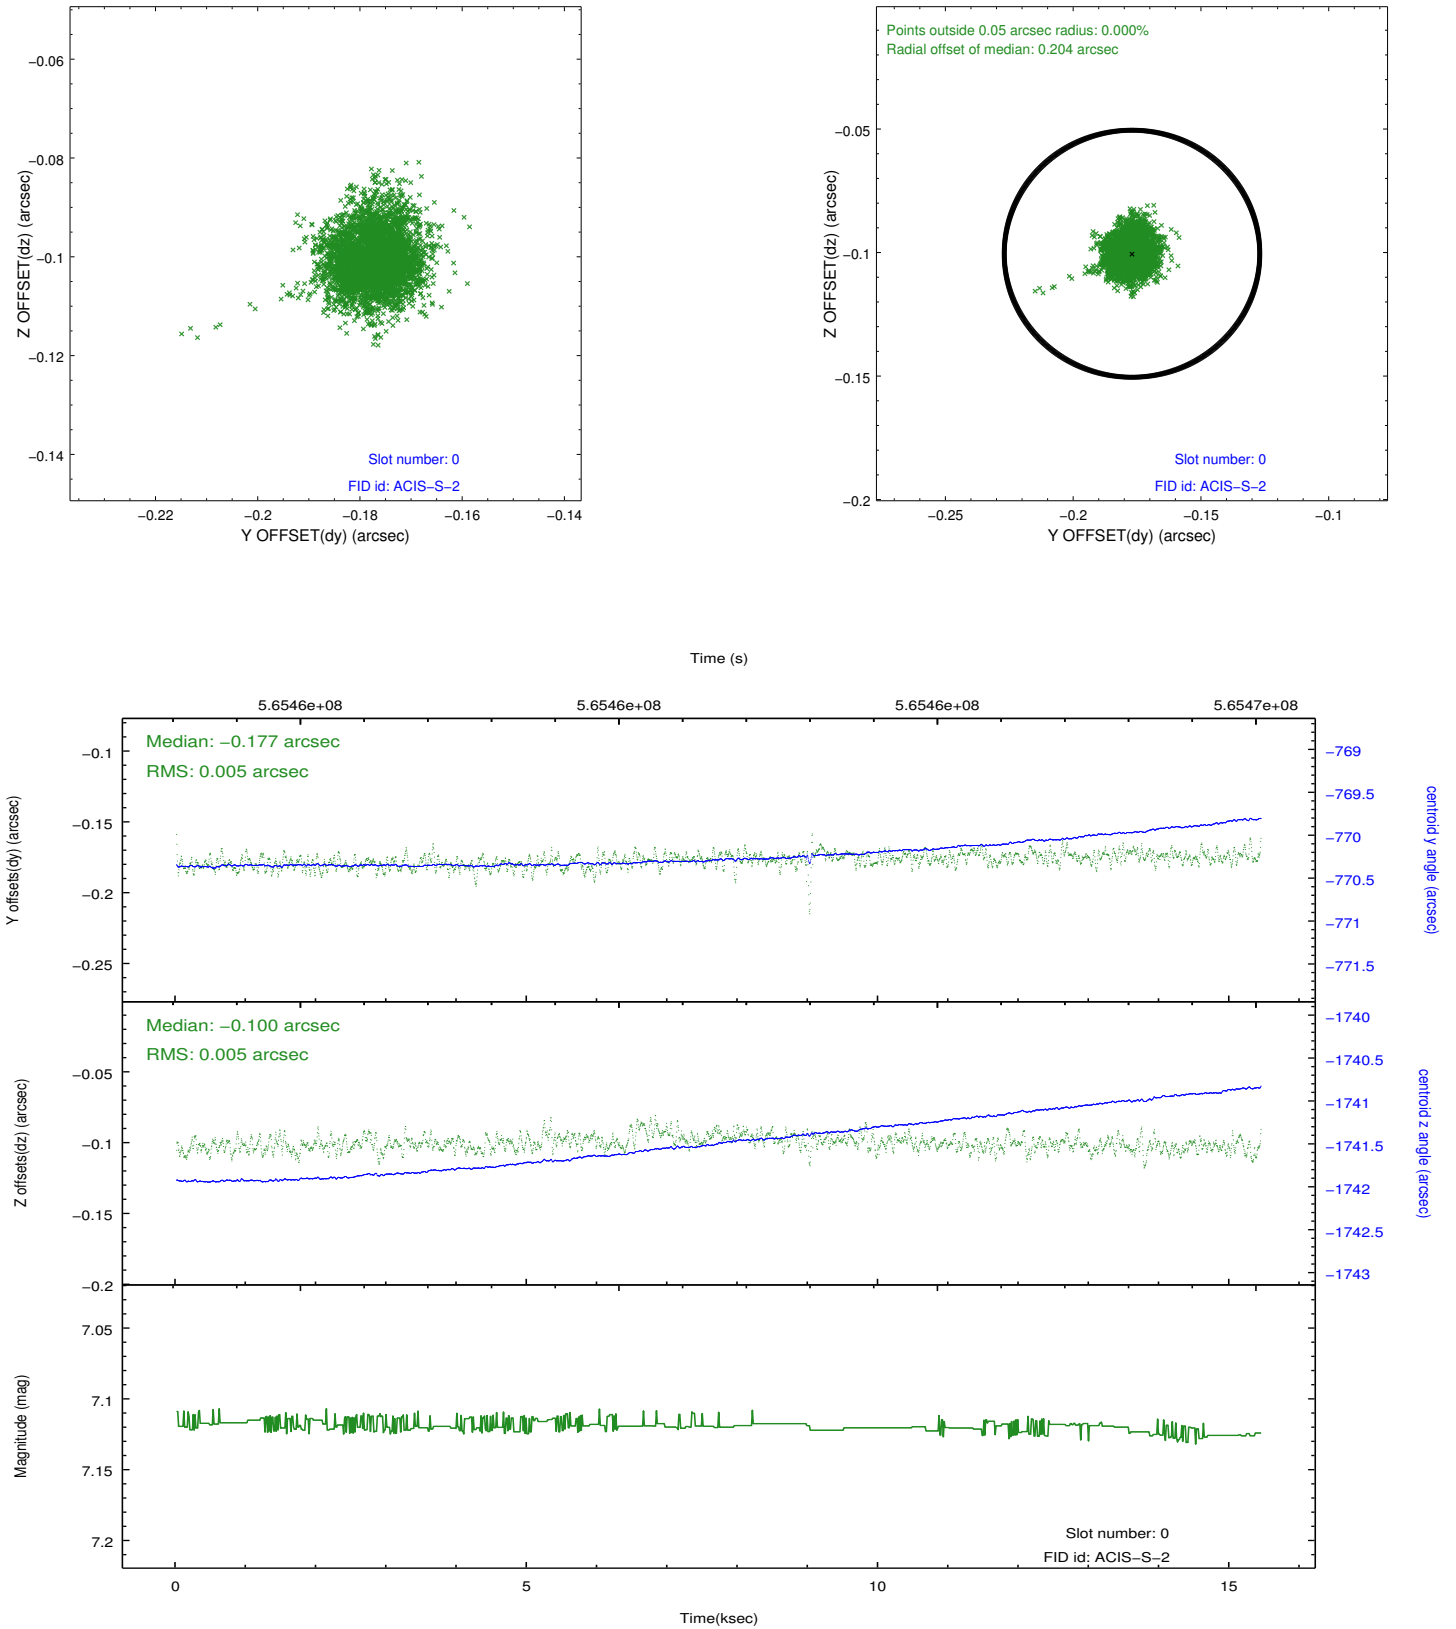 −0.06
−0.08
−0.1
−0.12
−0.14
Z OFFSET(dz) (arcsec)
Slot number: 0
FID id: ACIS−S−2
−0.22
−0.2
−0.18
−0.16
−0.14
Y OFFSET(dy) (arcsec)
Points outside 0.05 arcsec radius: 0.000%
Radial offset of median: 0.204 arcsec
−0.05
−0.1
−0.15
−0.2
Z OFFSET(dz) (arcsec)
Slot number: 0
FID id: ACIS−S−2
−0.25
−0.2
−0.15
−0.1
Y OFFSET(dy) (arcsec)
Time (s)
5.6546e+08
5.6546e+08
5.6546e+08
5.6547e+08
Median: −0.177 arcsec
RMS: 0.005 arcsec
−0.1
−0.15
−0.2
−0.25
Y offsets(dy) (arcsec)
−769
−769.5
−770
−770.5
−771
−771.5
centroid y angle (arcsec)
Median: −0.100 arcsec
RMS: 0.005 arcsec
−0.05
−0.1
−0.15
−0.2
Z offsets(dz) (arcsec)
−1740
−1740.5
−1741
−1741.5
−1742
−1742.5
−1743
centroid z angle (arcsec)
7.05
7.1
7.15
7.2
Magnitude (mag)
Slot number: 0
FID id: ACIS−S−2
0
5
10
15
Time(ksec)